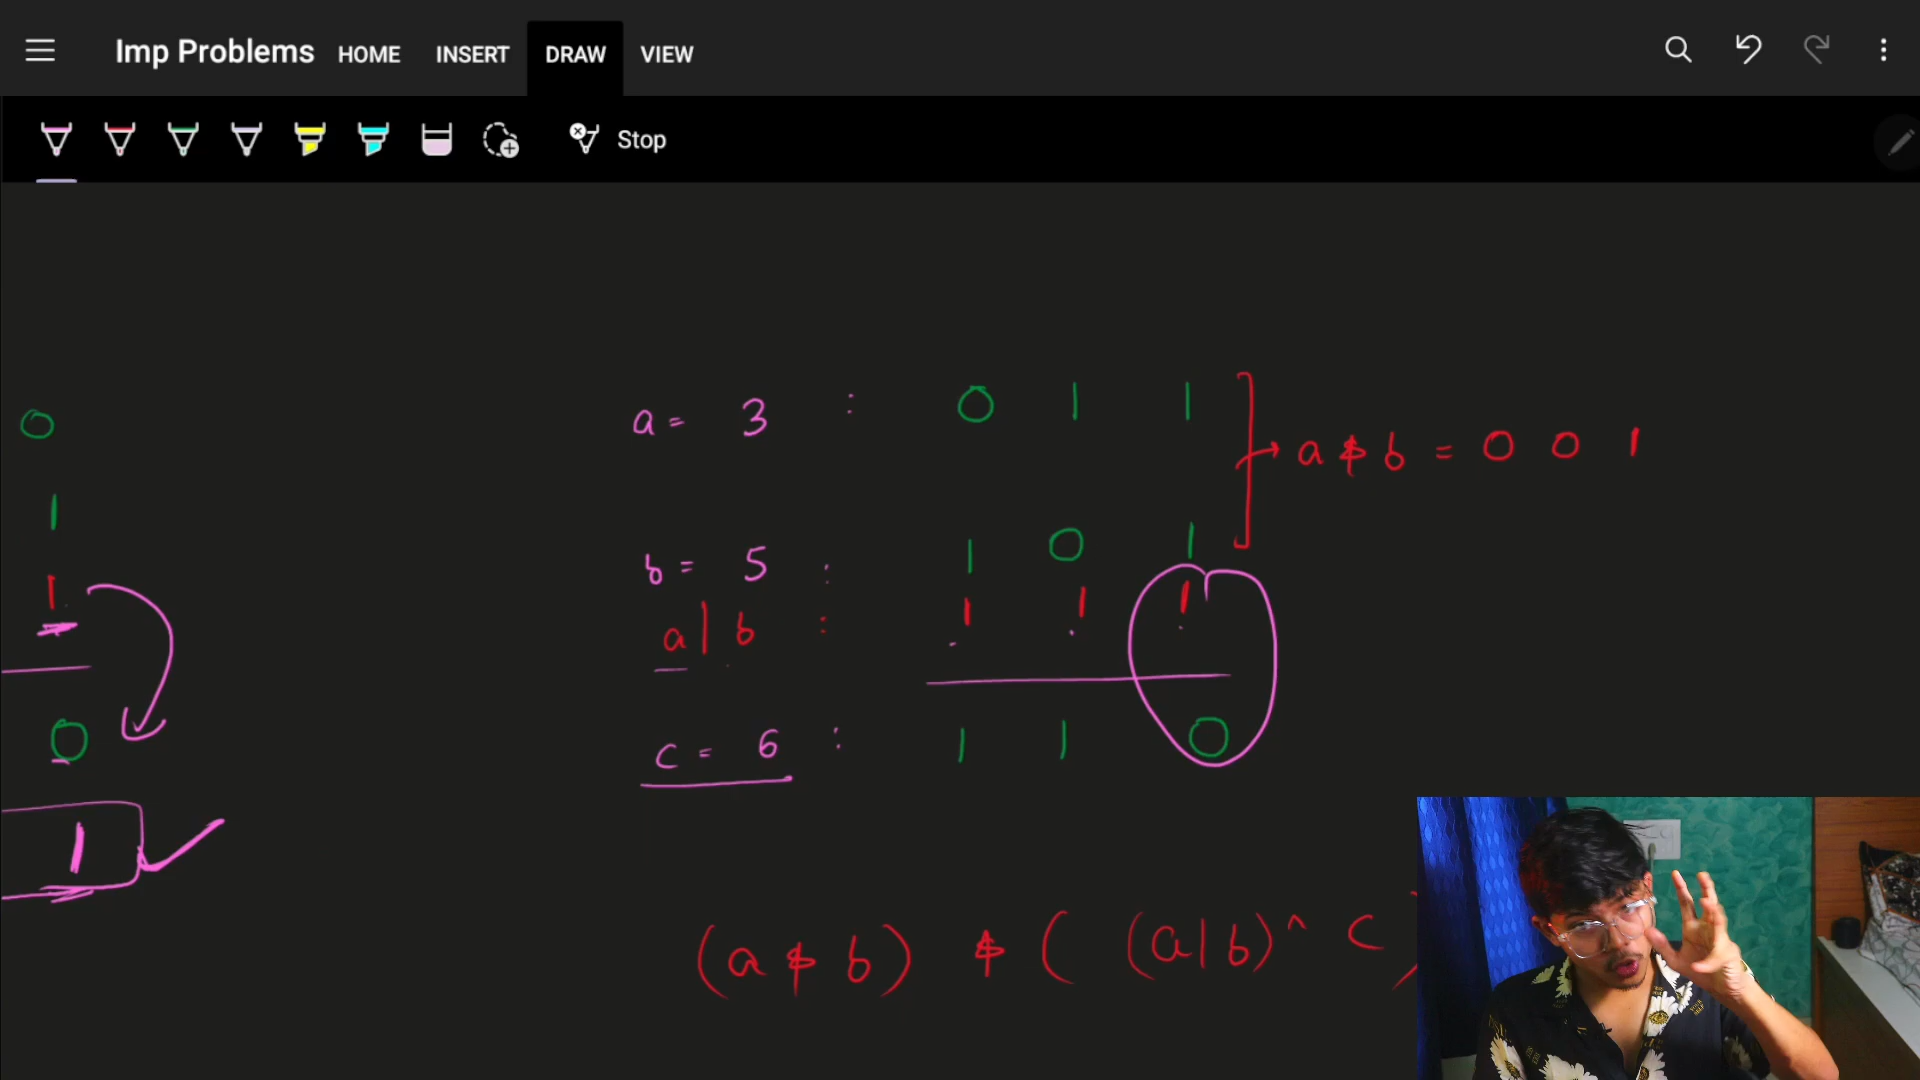 Imp Problems HOME INSERT DRAW VIEW
Stop
0
1
1
0
1
a = 3 : 0 1 1
a & b = 0 0 1
b = 5 : 1 0 1
a | b : 1 1 1
c = 6 : 1 1 0
(a & b) & ( (a|b)^ c )